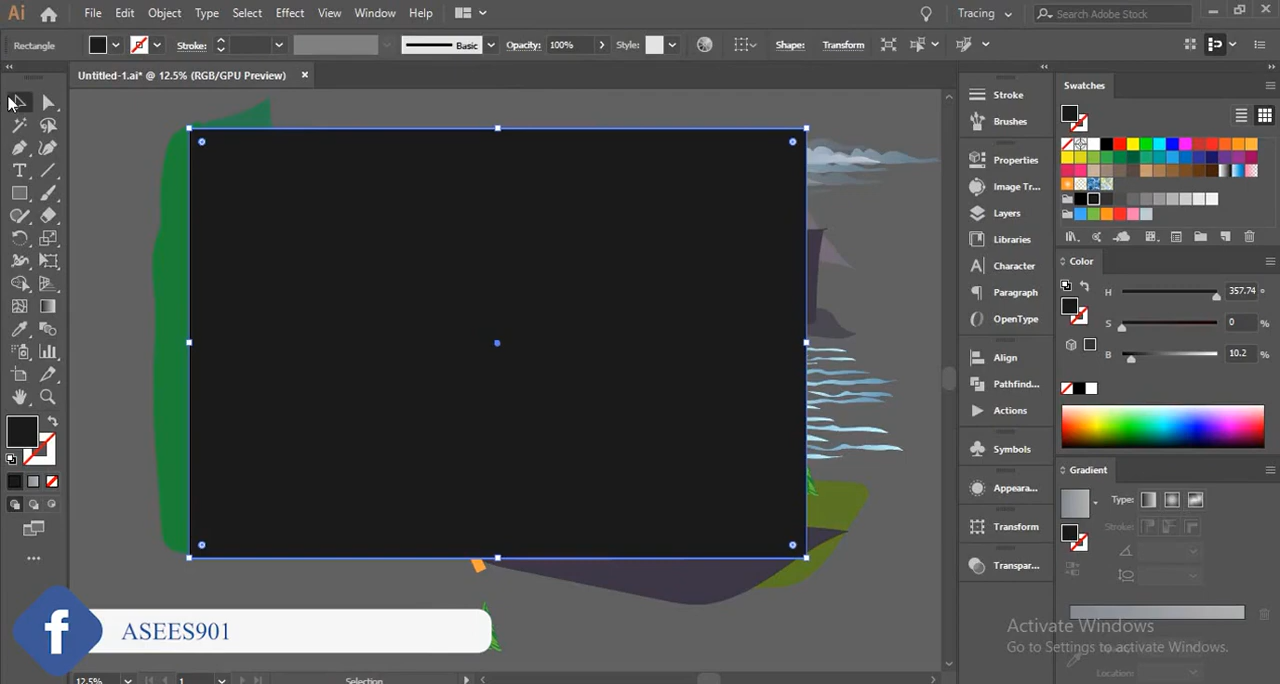 Ai File Edit Object Type Select Effect View Window Help Tracing Search Adobe Stock
Rectangle Stroke: Basic Opacity: 100% Style: Shape: Transform
Untitled-1.ai* @ 12.5% (RGB/GPU Preview) ×
Swatches
Stroke
Brushes
Properties
Image Tr...
Layers
Libraries
Character
Paragraph
OpenType
Align
Pathfind...
Actions
Symbols
Appeara...
Transform
Transpar...
Color
H 357.74 °
S 0 %
B 10.2 %
Gradient
Type:
Stroke:
Location:
Activate Windows
Go to Settings to activate Windows.
f ASEES901
12.5% 1 Selection